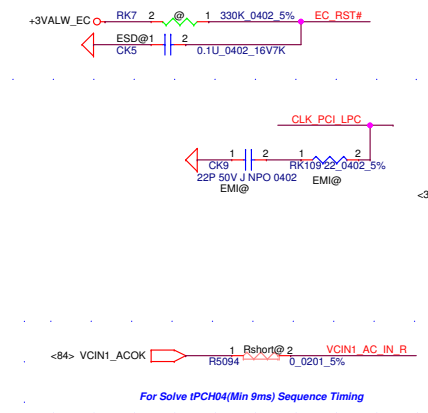 +3VALW_EC RK7 2 @ 1 330K_0402_5% EC_RST#
ESD@ 1 2
CK5 0.1U_0402_16V7K
CLK_PCI_LPC
1 2 1 2
CK9 RK109 22_0402_5%
22P 50V J NPO 0402 EMI@
EMI@
<3
<84> VCIN1_ACOK 1 Rshort@ 2 VCIN1_AC_IN_R
R5094 0_0201_5%
For Solve tPCH04(Min 9ms) Sequence Timing